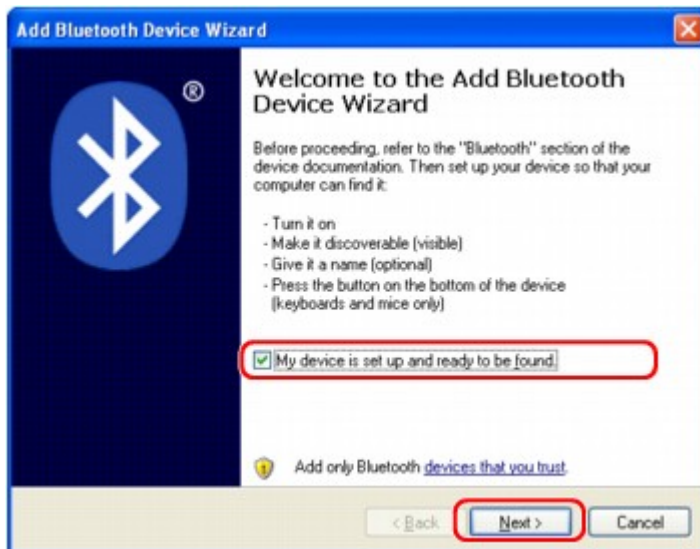 Add Bluetooth Device Wizard
®
Welcome to the Add Bluetooth
Device Wizard
Before proceeding, refer to the "Bluetooth" section of the
device documentation. Then set up your device so that your
computer can find it:
- Turn it on
- Make it discoverable (visible)
- Give it a name (optional)
- Press the button on the bottom of the device
(keyboards and mice only)
My device is set up and ready to be found.
Add only Bluetooth devices that you trust.
< Back
Next >
Cancel